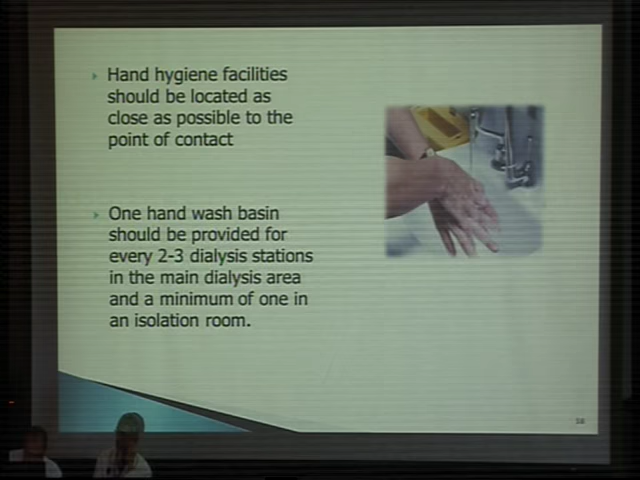 Hand hygiene facilities
should be located as
close as possible to the
point of contact
One hand wash basin
should be provided for
every 2-3 dialysis stations
in the main dialysis area
and a minimum of one in
an isolation room.